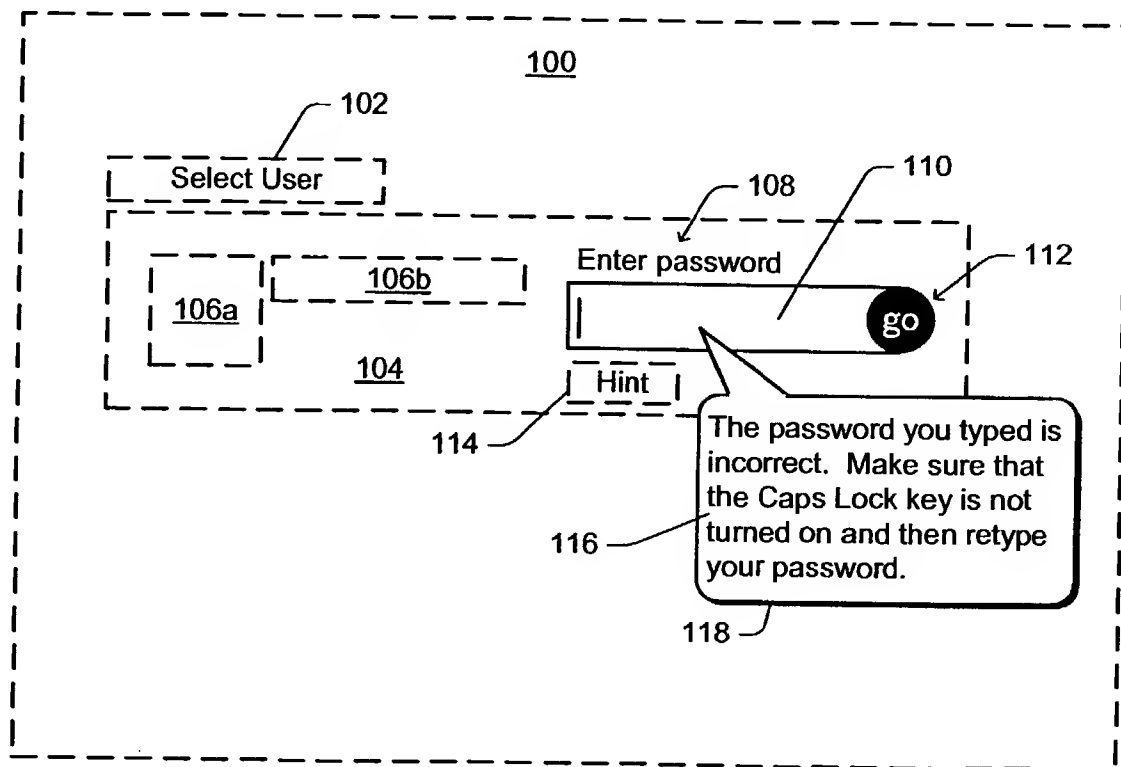 100
102
Select User
108
110
Enter password
112
106a
106b
go
104
Hint
114
The password you typed is
incorrect. Make sure that
the Caps Lock key is not
turned on and then retype
your password.
116
118